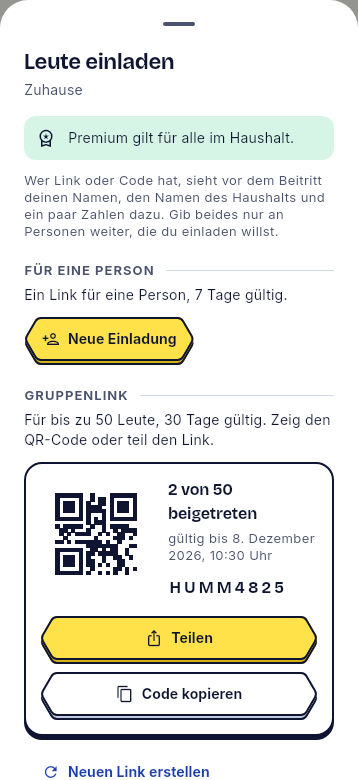 Leute einladen
Zuhause
Premium gilt für alle im Haushalt.
Wer Link oder Code hat, sieht vor dem Beitritt
deinen Namen, den Namen des Haushalts und
ein paar Zahlen dazu. Gib beides nur an
Personen weiter, die du einladen willst.
FÜR EINE PERSON
Ein Link für eine Person, 7 Tage gültig.
Neue Einladung
GRUPPENLINK
Für bis zu 50 Leute, 30 Tage gültig. Zeig den
QR-Code oder teil den Link.
2 von 50
beigetreten
gültig bis 8. Dezember
2026, 10:30 Uhr
HUMM4825
Teilen
Code kopieren
Neuen Link erstellen